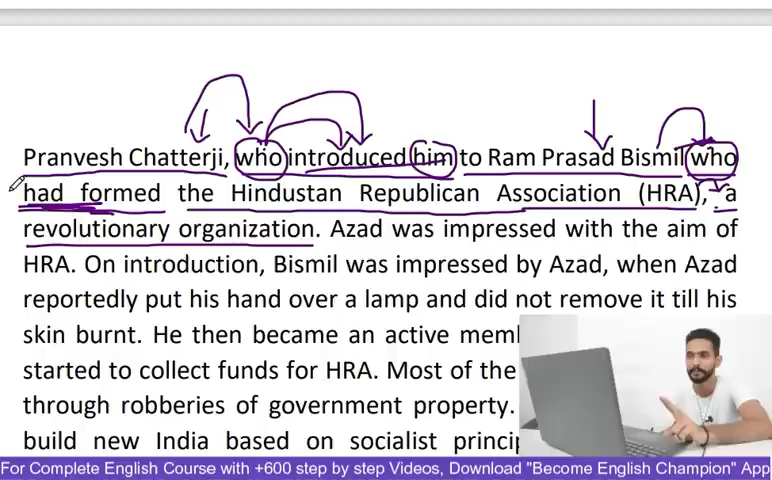 Pranvesh Chatterji, who introduced him to Ram Prasad Bismil who
had formed the Hindustan Republican Association (HRA), a
revolutionary organization. Azad was impressed with the aim of
HRA. On introduction, Bismil was impressed by Azad, when Azad
reportedly put his hand over a lamp and did not remove it till his
skin burnt. He then became an active
started to collect funds for HRA. Most of the
through robberies of government property.
build new India based on socialist
For Complete English Course with +600 step by step Videos, Download "Become English Champion" App